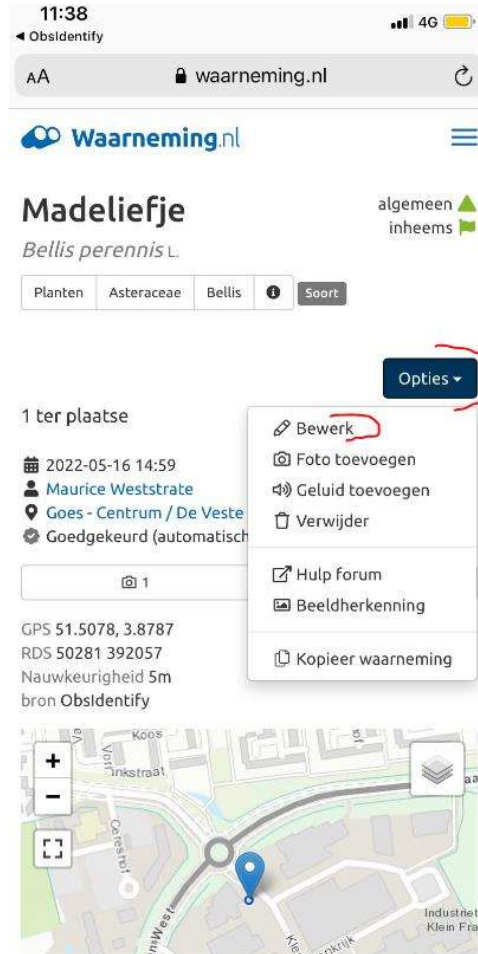 11:38
4G
ObsIdentify
AA
waarneming.nl
Waarneming.nl
Madeliefje
algemeen
inheems
Bellis perennis L.
Planten
Asteraceae
Bellis
Soort
Opties
1 ter plaatse
2022-05-16 14:59
Maurice Weststrate
Goes - Centrum / De Veste
Goedgekeurd (automatisch
1
Bewerk
Foto toevoegen
Geluid toevoegen
Verwijder
Hulp forum
Beeldherkenning
Kopieer waarneming
GPS 51.5078, 3.8787
RDS 50281 392057
Nauwkeurigheid 5m
bron ObsIdentify
+
−
Koos
Cereshof
Klein Fra